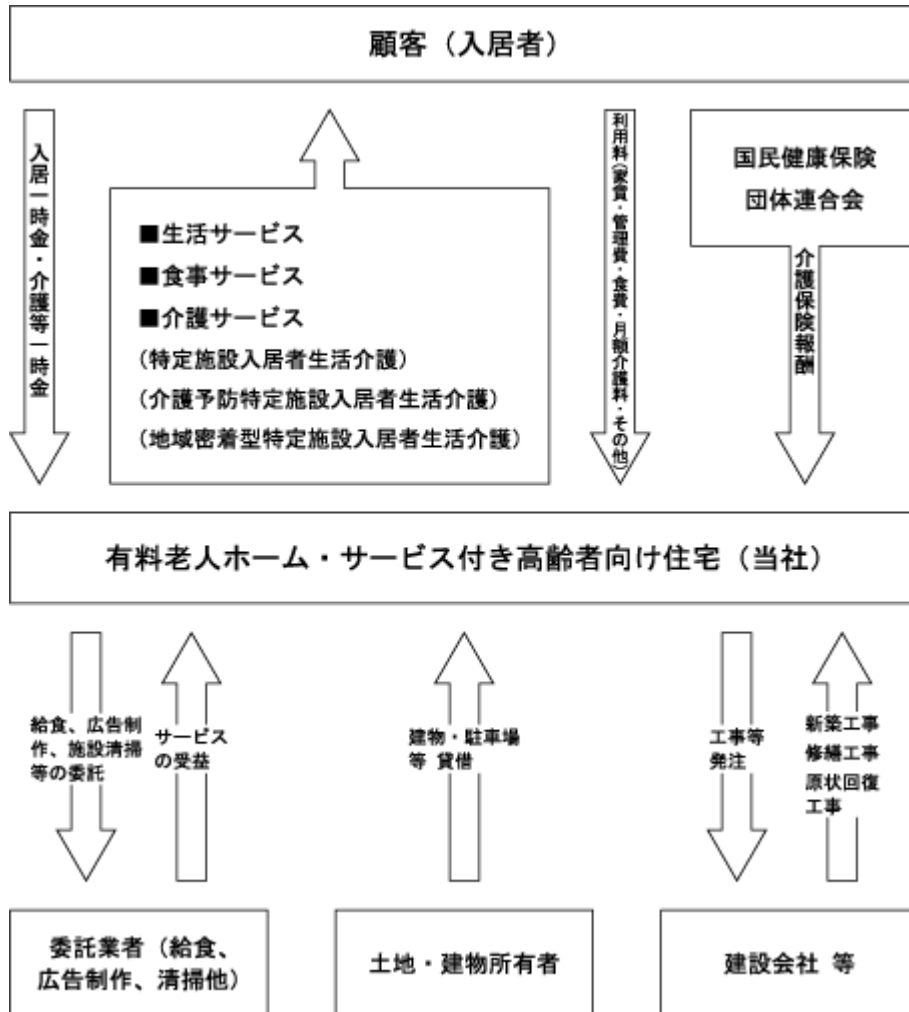 顧客（入居者）
入居一時金・介護等一時金
■生活サービス
■食事サービス
■介護サービス
(特定施設入居者生活介護)
(介護予防特定施設入居者生活介護)
(地域密着型特定施設入居者生活介護)
利用料(家賃・管理費・食費・月額介護料・その他)
国民健康保険
団体連合会
介護保険報酬
有料老人ホーム・サービス付き高齢者向け住宅（当社）
給食、広告制
作、施設清掃
等の委託
サービス
の受益
建物・駐車場
等 貸借
工事等
発注
新築工事
修繕工事
原状回復
工事
委託業者（給食、
広告制作、清掃他）
土地・建物所有者
建設会社 等